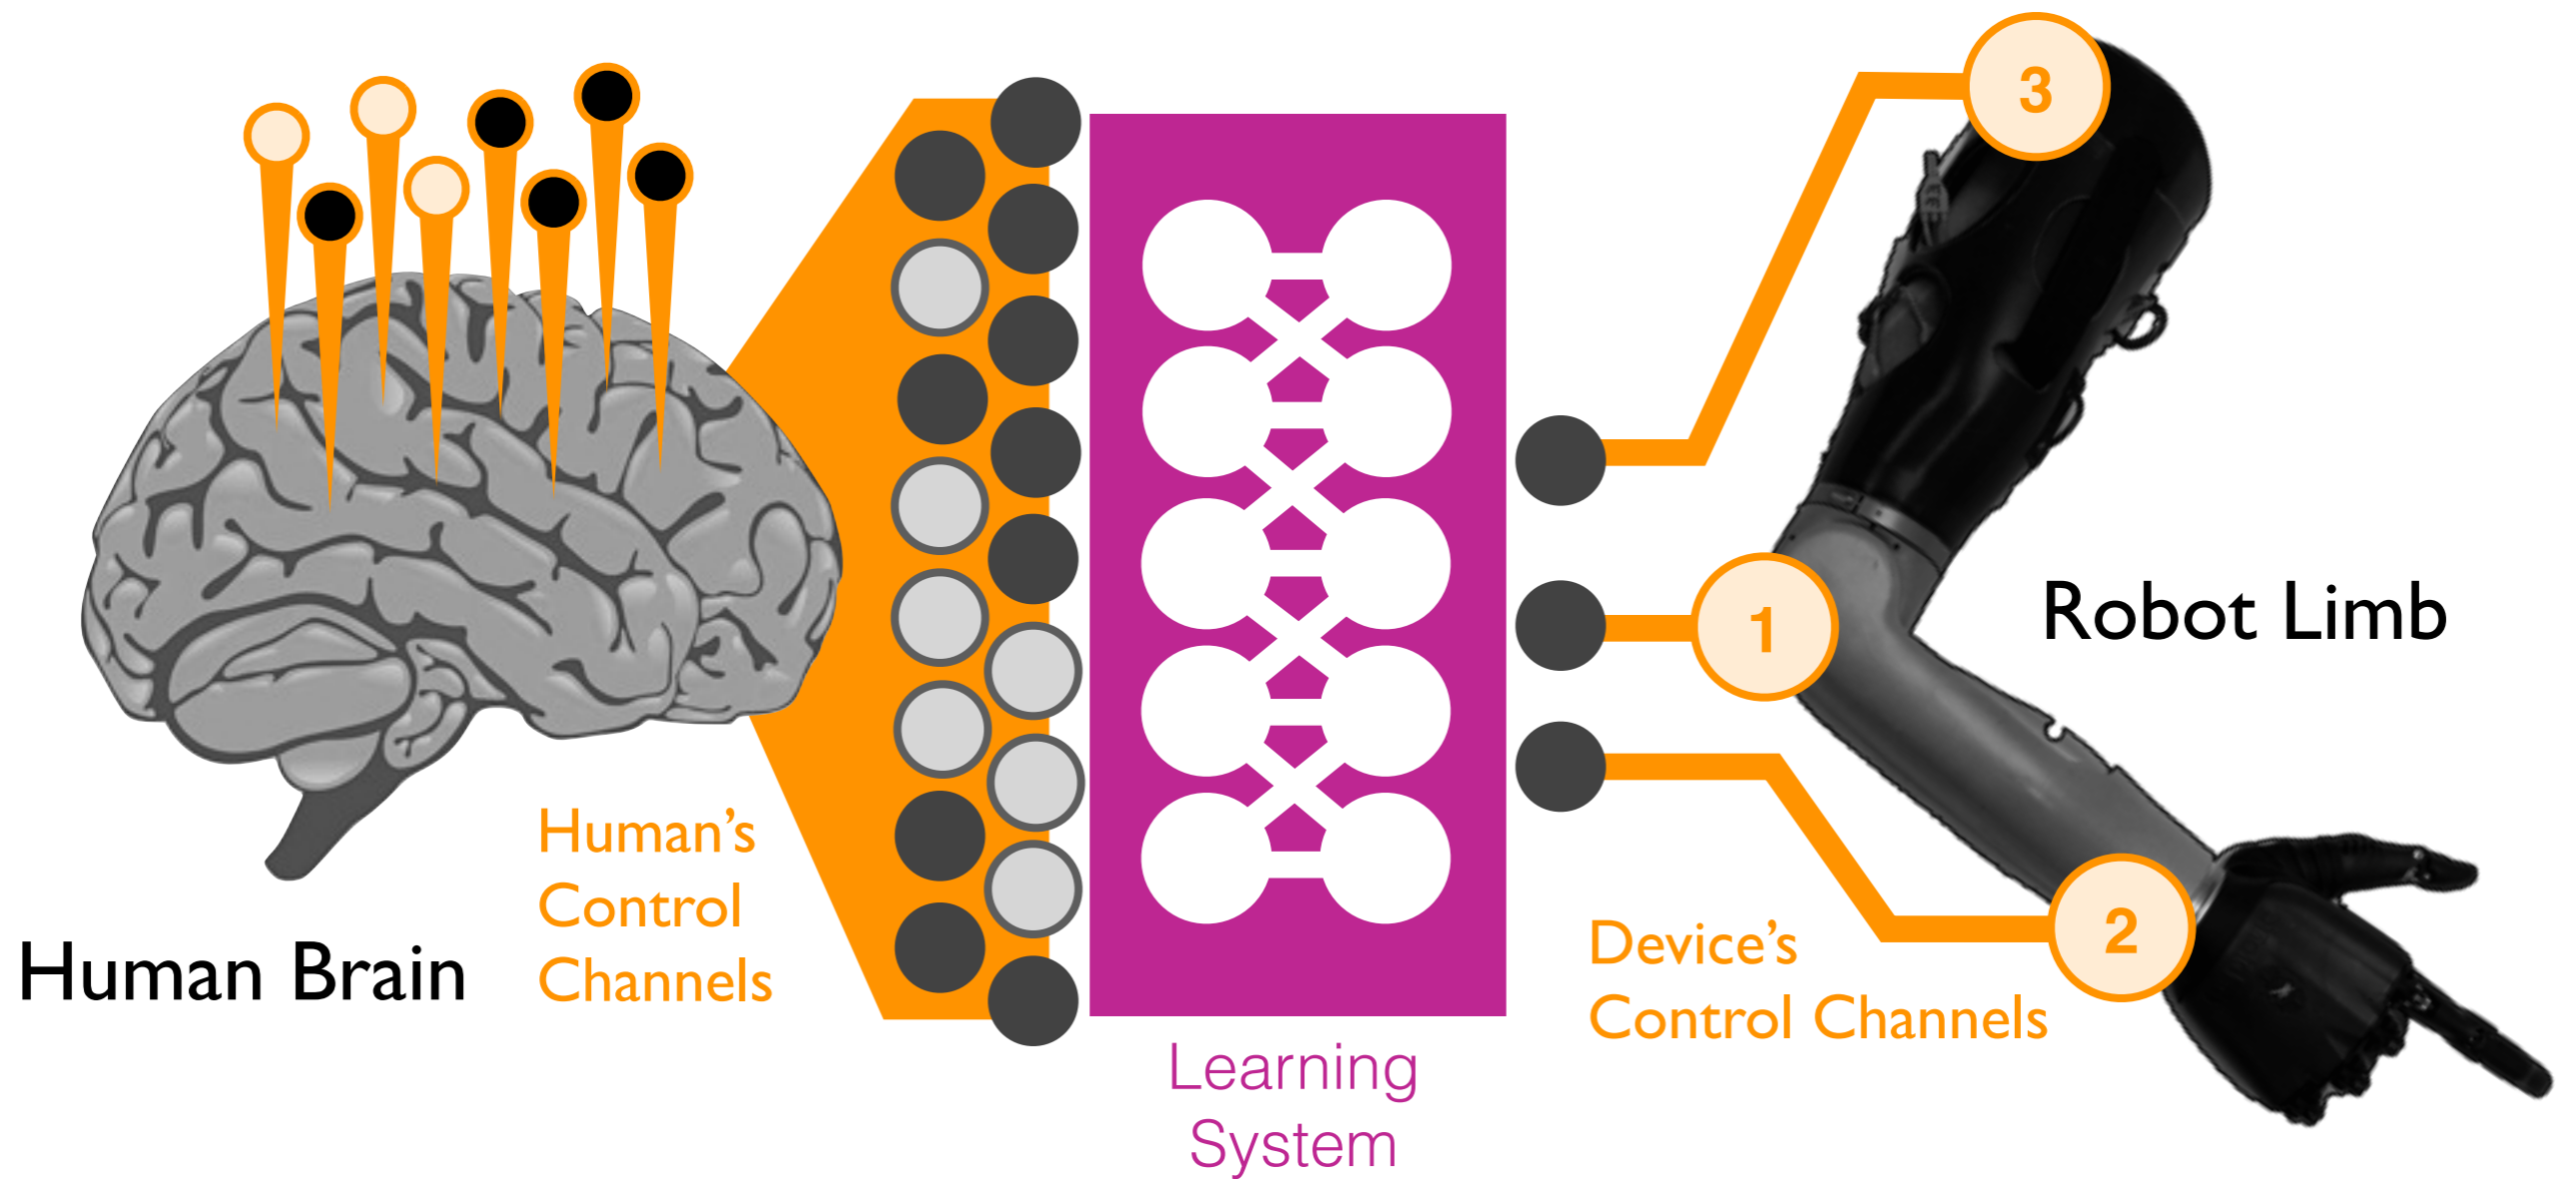 Human Brain
Human's
Control
Channels
Learning
System
Device's
Control Channels
Robot Limb
3
1
2